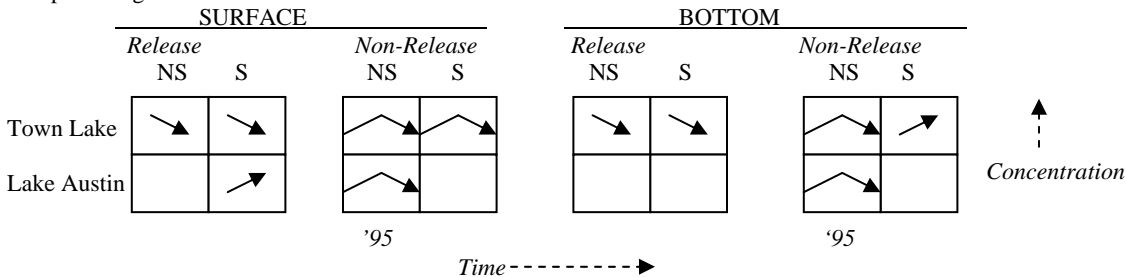 SURFACE BOTTOM
Release Non-Release Release Non-Release
NS S NS S NS S NS S
Town Lake
Lake Austin
Concentration
’95 ‘95
Time